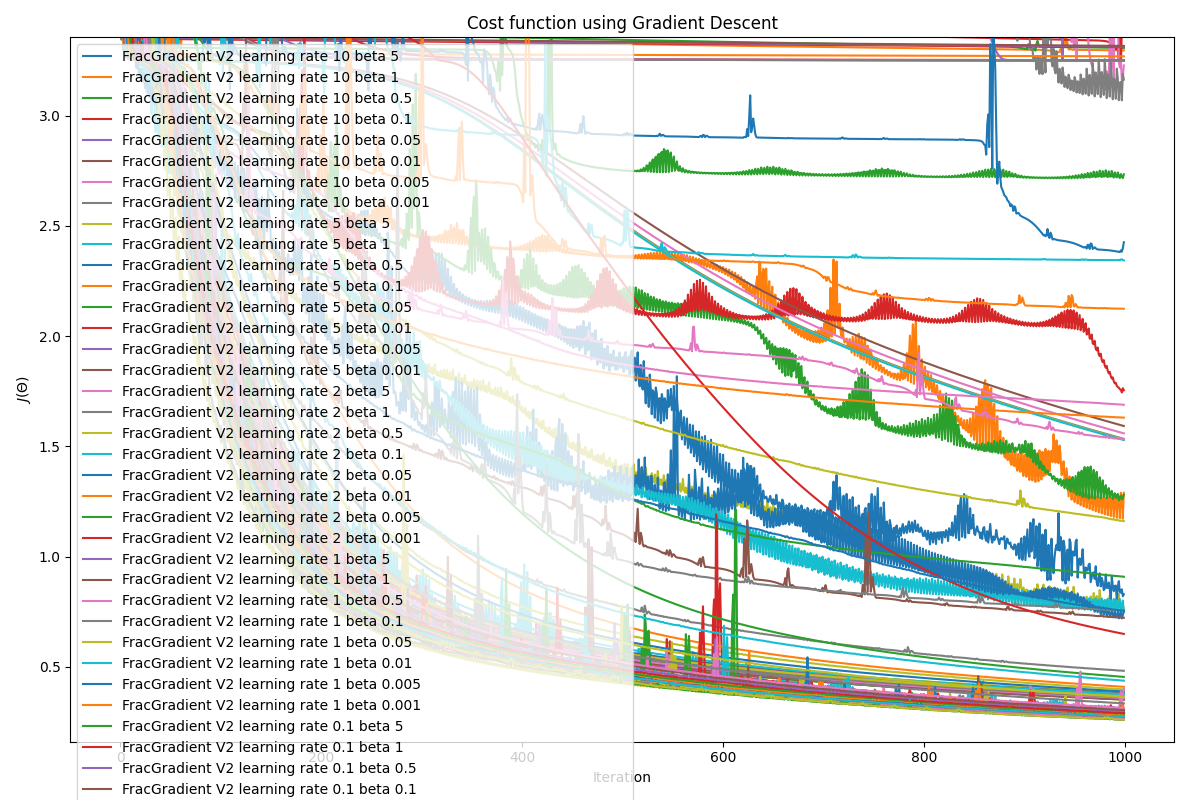 Cost function using Gradient Descent
FracGradient V2 learning rate 10 beta 5
FracGradient V2 learning rate 10 beta 1
FracGradient V2 learning rate 10 beta 0.5
FracGradient V2 learning rate 10 beta 0.1
FracGradient V2 learning rate 10 beta 0.05
FracGradient V2 learning rate 10 beta 0.01
FracGradient V2 learning rate 10 beta 0.005
FracGradient V2 learning rate 10 beta 0.001
FracGradient V2 learning rate 5 beta 5
FracGradient V2 learning rate 5 beta 1
FracGradient V2 learning rate 5 beta 0.5
FracGradient V2 learning rate 5 beta 0.1
FracGradient V2 learning rate 5 beta 0.05
FracGradient V2 learning rate 5 beta 0.01
FracGradient V2 learning rate 5 beta 0.005
FracGradient V2 learning rate 5 beta 0.001
FracGradient V2 learning rate 2 beta 5
FracGradient V2 learning rate 2 beta 1
FracGradient V2 learning rate 2 beta 0.5
FracGradient V2 learning rate 2 beta 0.1
FracGradient V2 learning rate 2 beta 0.05
FracGradient V2 learning rate 2 beta 0.01
FracGradient V2 learning rate 2 beta 0.005
FracGradient V2 learning rate 2 beta 0.001
FracGradient V2 learning rate 1 beta 5
FracGradient V2 learning rate 1 beta 1
FracGradient V2 learning rate 1 beta 0.5
FracGradient V2 learning rate 1 beta 0.1
FracGradient V2 learning rate 1 beta 0.05
FracGradient V2 learning rate 1 beta 0.01
FracGradient V2 learning rate 1 beta 0.005
FracGradient V2 learning rate 1 beta 0.001
FracGradient V2 learning rate 0.1 beta 5
FracGradient V2 learning rate 0.1 beta 1
FracGradient V2 learning rate 0.1 beta 0.5
FracGradient V2 learning rate 0.1 beta 0.1
3.0
2.5
2.0
1.5
1.0
0.5
J(Θ)
0 200 400 600 800 1000
Iteration